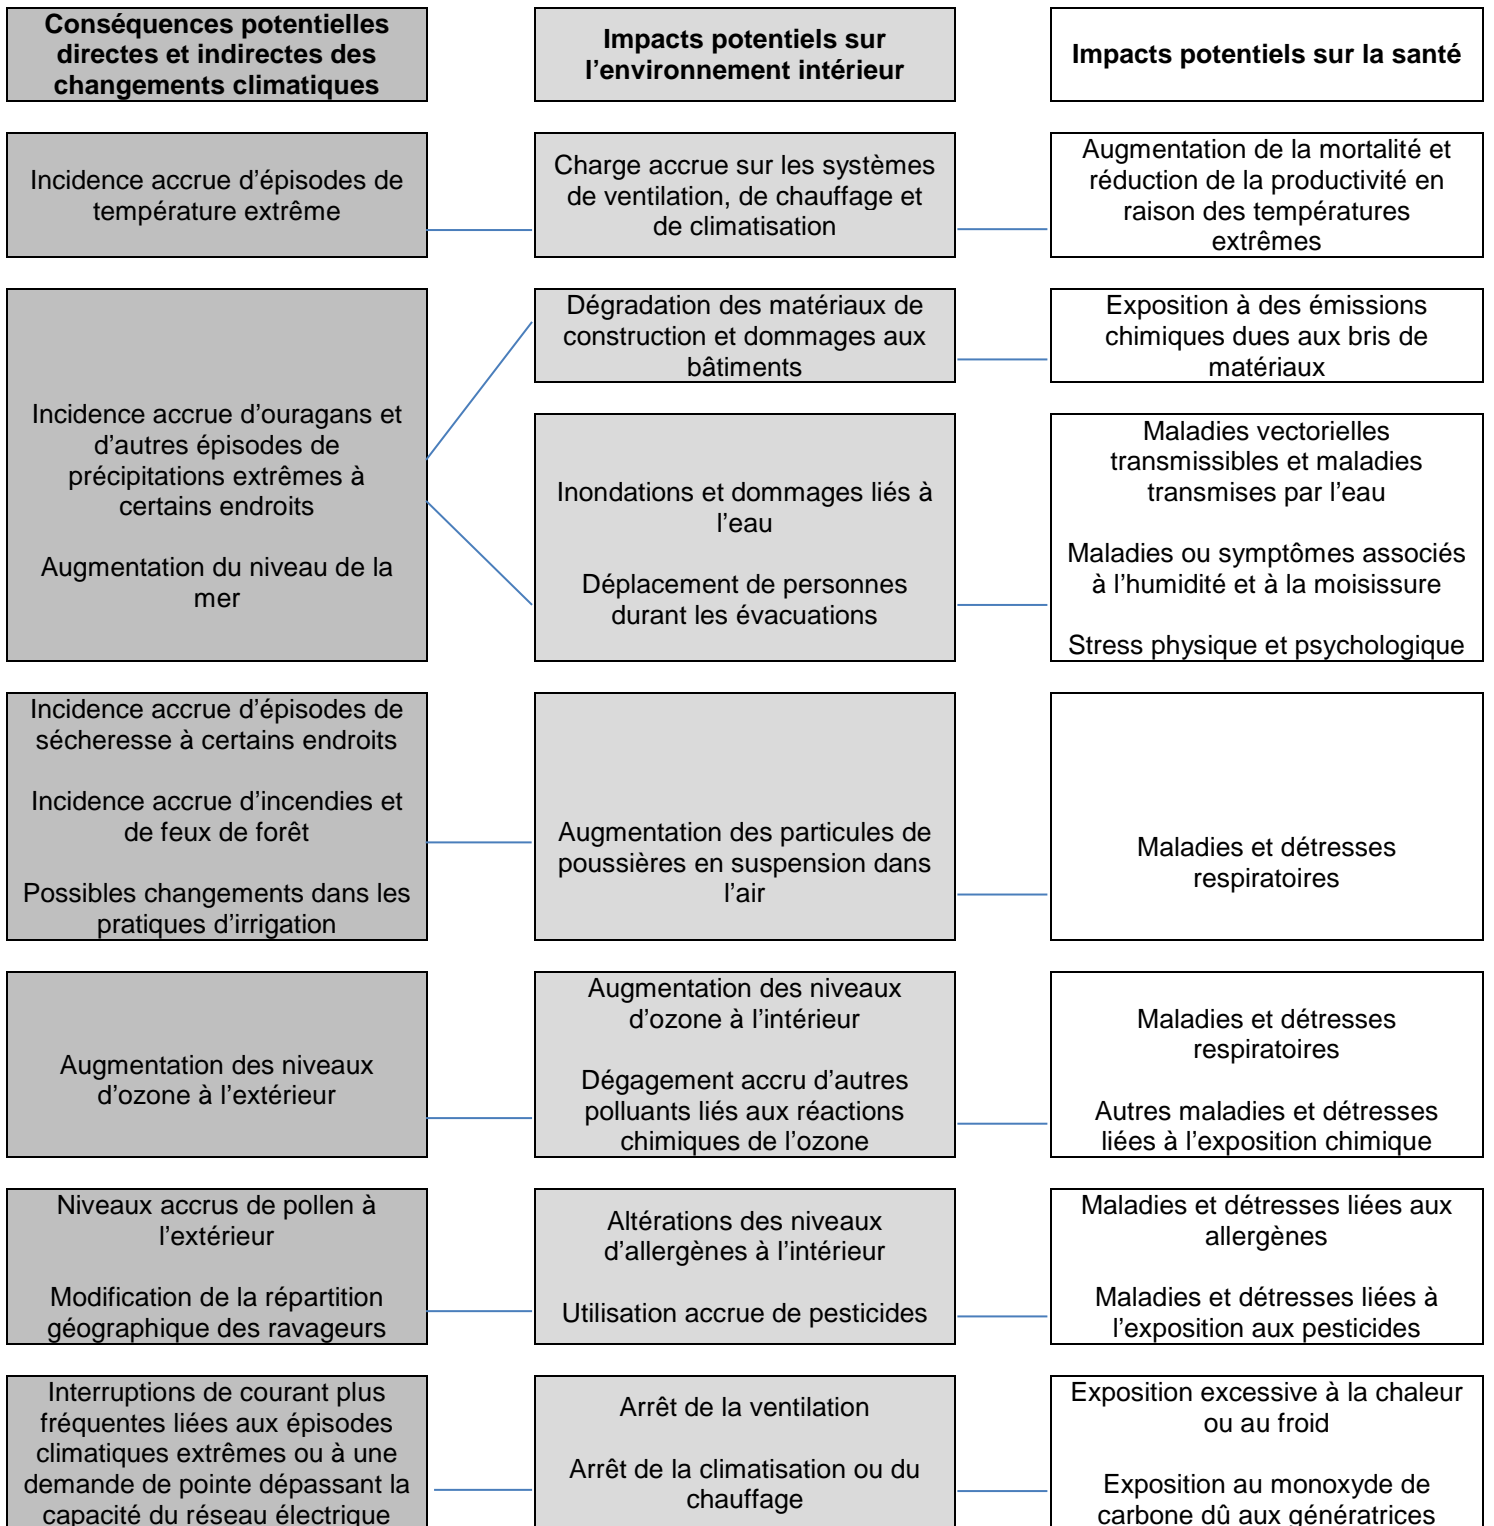 Conséquences potentielles
directes et indirectes des
changements climatiques
Impacts potentiels sur
l’environnement intérieur
Impacts potentiels sur la santé
Incidence accrue d’épisodes de
température extrême
Charge accrue sur les systèmes
de ventilation, de chauffage et
de climatisation
Augmentation de la mortalité et
réduction de la productivité en
raison des températures
extrêmes
Incidence accrue d’ouragans et
d’autres épisodes de
précipitations extrêmes à
certains endroits
Augmentation du niveau de la
mer
Dégradation des matériaux de
construction et dommages aux
bâtiments
Exposition à des émissions
chimiques dues aux bris de
matériaux
Inondations et dommages liés à
l’eau
Déplacement de personnes
durant les évacuations
Maladies vectorielles
transmissibles et maladies
transmises par l’eau
Maladies ou symptômes associés
à l’humidité et à la moisissure
Stress physique et psychologique
Incidence accrue d’épisodes de
sécheresse à certains endroits
Incidence accrue d’incendies et
de feux de forêt
Possibles changements dans les
pratiques d’irrigation
Augmentation des particules de
poussières en suspension dans
l’air
Maladies et détresses
respiratoires
Augmentation des niveaux
d’ozone à l’extérieur
Augmentation des niveaux
d’ozone à l’intérieur
Dégagement accru d’autres
polluants liés aux réactions
chimiques de l’ozone
Maladies et détresses
respiratoires
Autres maladies et détresses
liées à l’exposition chimique
Niveaux accrus de pollen à
l’extérieur
Modification de la répartition
géographique des ravageurs
Altérations des niveaux
d’allergènes à l’intérieur
Utilisation accrue de pesticides
Maladies et détresses liées aux
allergènes
Maladies et détresses liées à
l’exposition aux pesticides
Interruptions de courant plus
fréquentes liées aux épisodes
climatiques extrêmes ou à une
demande de pointe dépassant la
capacité du réseau électrique
Arrêt de la ventilation
Arrêt de la climatisation ou du
chauffage
Exposition excessive à la chaleur
ou au froid
Exposition au monoxyde de
carbone dû aux génératrices